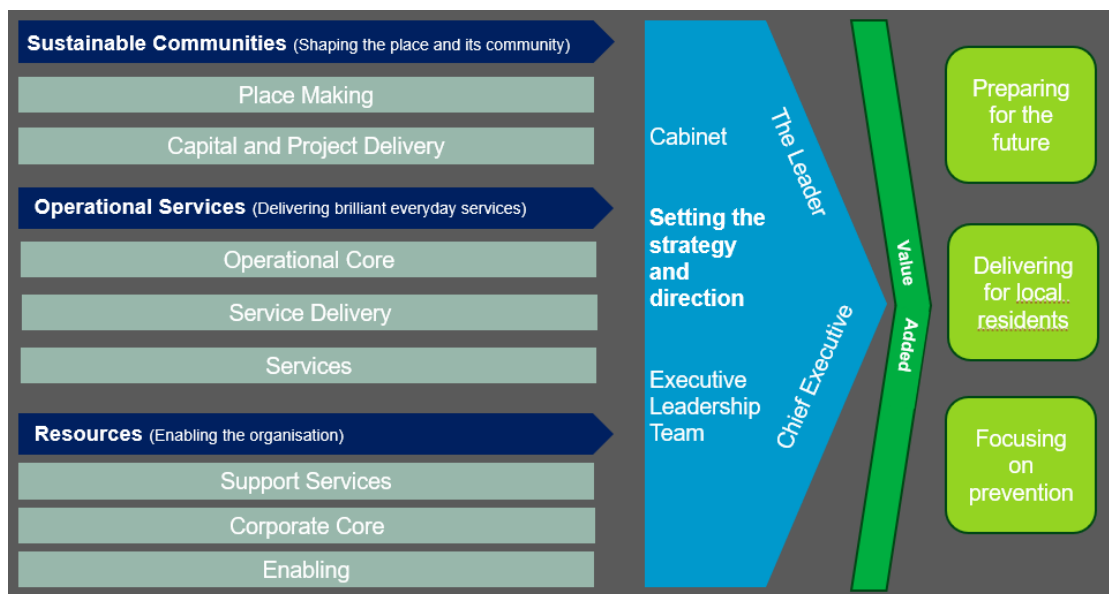 Sustainable Communities (Shaping the place and its community)
Place Making
Capital and Project Delivery
Operational Services (Delivering brilliant everyday services)
Operational Core
Service Delivery
Services
Resources (Enabling the organisation)
Support Services
Corporate Core
Enabling
Cabinet
The Leader
Setting the
strategy
and
direction
Executive
Leadership
Team
Chief Executive
Value Added
Preparing
for the
future
Delivering
for local
residents
Focusing
on
prevention